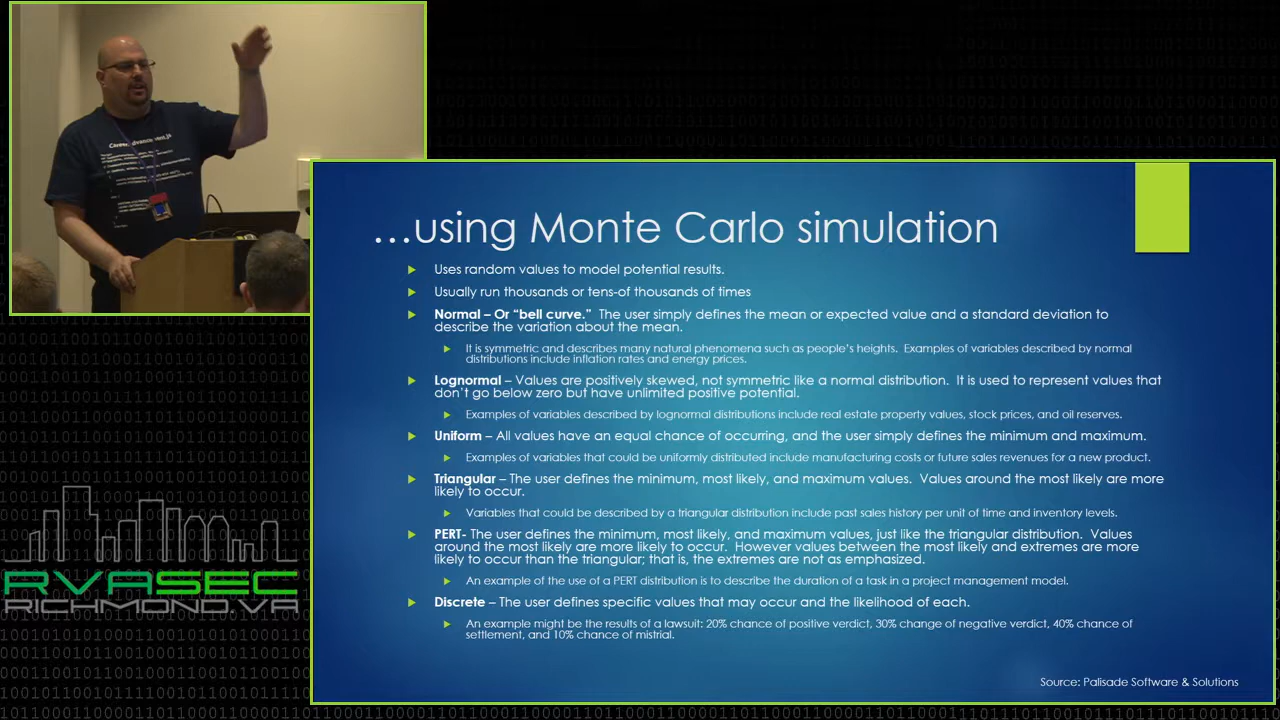 Career
…using Monte Carlo simulation
Uses random values to model potential results.
Usually run thousands or tens-of thousands of times
Normal – Or “bell curve.”  The user simply defines the mean or expected value and a standard deviation to
describe the variation about the mean.
It is symmetric and describes many natural phenomena such as people’s heights.  Examples of variables described by normal
distributions include inflation rates and energy prices.
Lognormal – Values are positively skewed, not symmetric like a normal distribution.  It is used to represent values that
don’t go below zero but have unlimited positive potential.
Examples of variables described by lognormal distributions include real estate property values, stock prices, and oil reserves.
Uniform – All values have an equal chance of occurring, and the user simply defines the minimum and maximum.
Examples of variables that could be uniformly distributed include manufacturing costs or future sales revenues for a new product.
Triangular – The user defines the minimum, most likely, and maximum values.  Values around the most likely are more
likely to occur.
Variables that could be described by a triangular distribution include past sales history per unit of time and inventory levels.
PERT- The user defines the minimum, most likely, and maximum values, just like the triangular distribution.  Values
around the most likely are more likely to occur.  However values between the most likely and extremes are more
likely to occur than the triangular; that is, the extremes are not as emphasized.
An example of the use of a PERT distribution is to describe the duration of a task in a project management model.
Discrete – The user defines specific values that may occur and the likelihood of each.
An example might be the results of a lawsuit: 20% chance of positive verdict, 30% change of negative verdict, 40% chance of
settlement, and 10% chance of mistrial.
Source: Palisade Software & Solutions
RVASEC
RICHMOND.VA